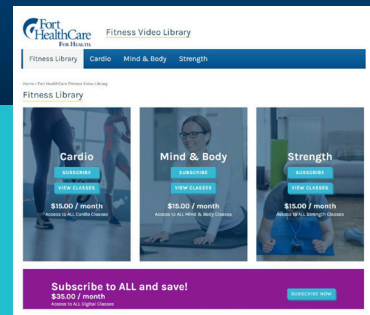 Fort
HealthCare
FOR HEALTH.
Fitness Video Library
Fitness Library Cardio Mind & Body Strength
Home / Fort HealthCare Fitness Video Library
Fitness Library
Cardio
SUBSCRIBE
VIEW CLASSES
$15.00 / month
Access to ALL Cardio Classes
Mind & Body
SUBSCRIBE
VIEW CLASSES
$15.00 / month
Access to ALL Mind & Body Classes
Strength
SUBSCRIBE
VIEW CLASSES
$15.00 / month
Access to ALL Strength Classes
Subscribe to ALL and save!
$35.00 / month
Access to ALL Digital Classes
SUBSCRIBE NOW